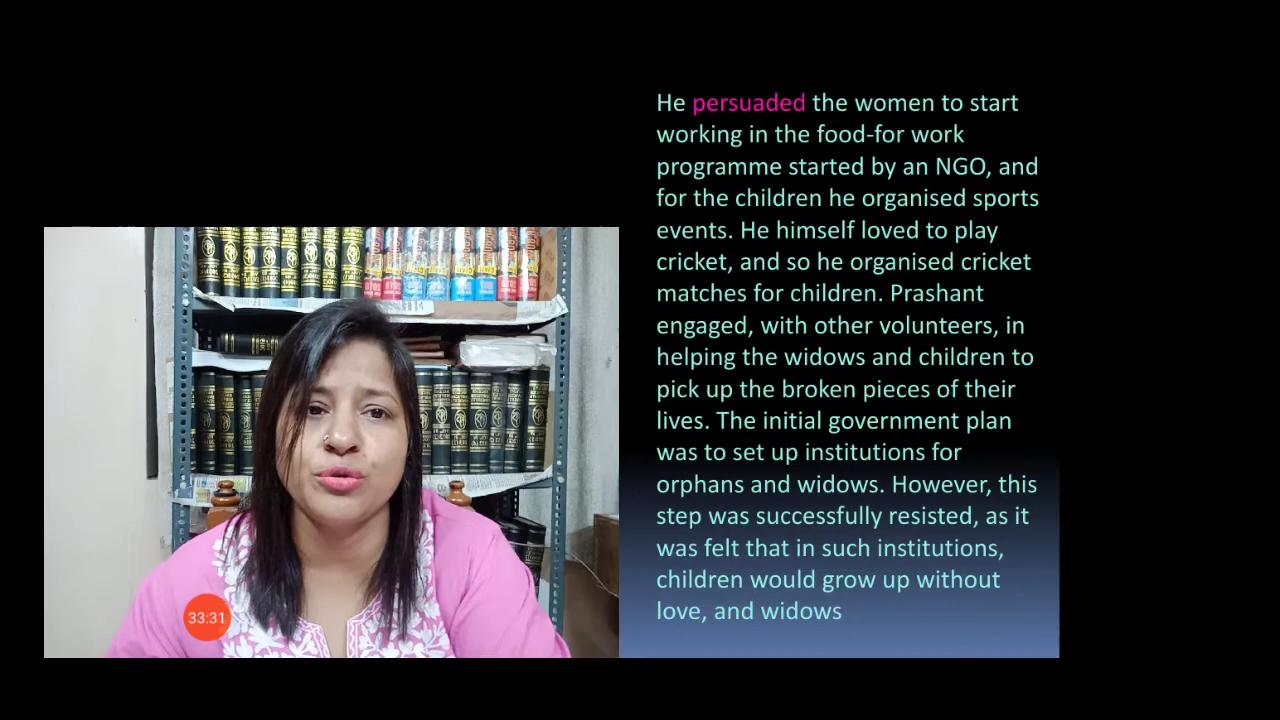 He persuaded the women to start
working in the food-for work
programme started by an NGO, and
for the children he organised sports
events. He himself loved to play
cricket, and so he organised cricket
matches for children. Prashant
engaged, with other volunteers, in
helping the widows and children to
pick up the broken pieces of their
lives. The initial government plan
was to set up institutions for
orphans and widows. However, this
step was successfully resisted, as it
was felt that in such institutions,
children would grow up without
love, and widows
33:31